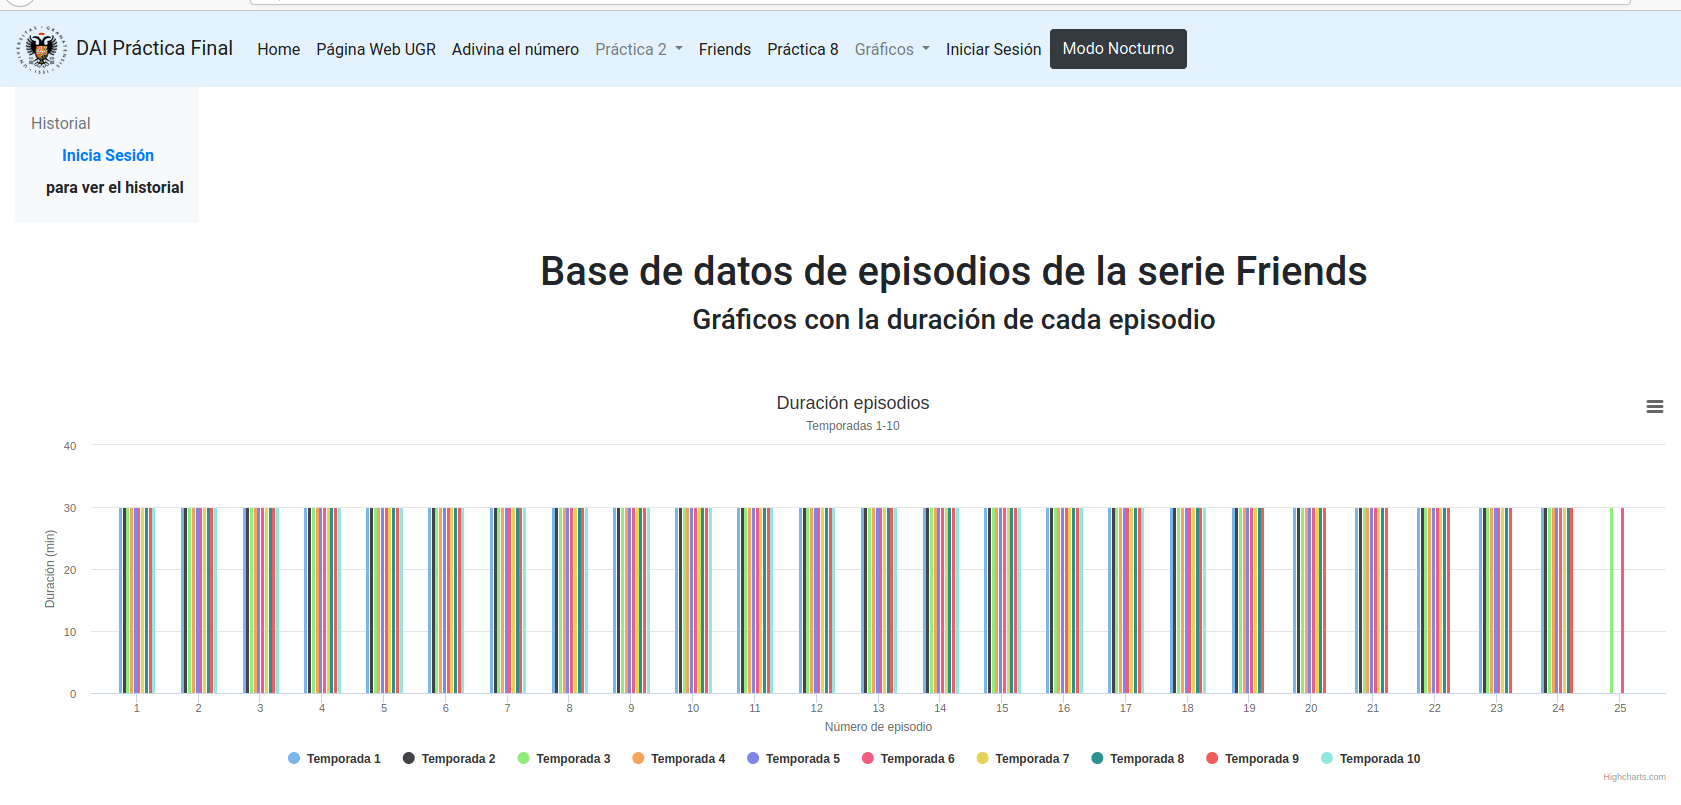 DAI Práctica Final Home Página Web UGR Adivina el número Práctica 2 Friends Práctica 8 Gráficos Iniciar Sesión Modo Nocturno
Historial
Inicia Sesión
para ver el historial
Base de datos de episodios de la serie Friends
Gráficos con la duración de cada episodio
Duración episodios
Temporadas 1-10
Duración (min)
40
30
20
10
0
1 2 3 4 5 6 7 8 9 10 11 12 13 14 15 16 17 18 19 20 21 22 23 24 25
Número de episodio
Temporada 1 Temporada 2 Temporada 3 Temporada 4 Temporada 5 Temporada 6 Temporada 7 Temporada 8 Temporada 9 Temporada 10
Highcharts.com